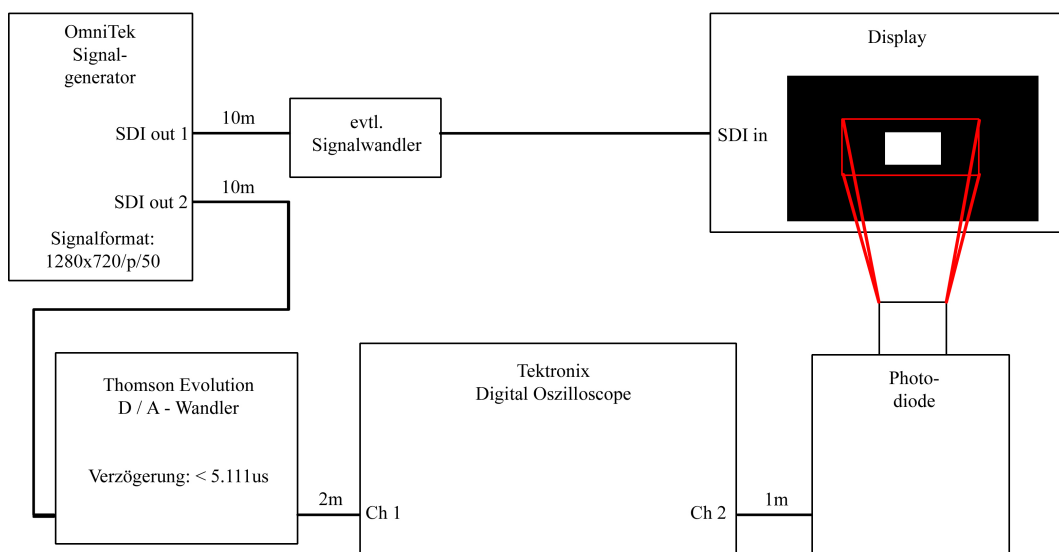 OmniTek
Signal-
generator
SDI out 1
SDI out 2
Signalformat:
1280x720/p/50
10m
10m
evtl.
Signalwandler
Display
SDI in
Thomson Evolution
D / A - Wandler
Verzögerung: < 5.111us
2m
Tektronix
Digital Oszilloscope
Ch 1
Ch 2
1m
Photo-
diode